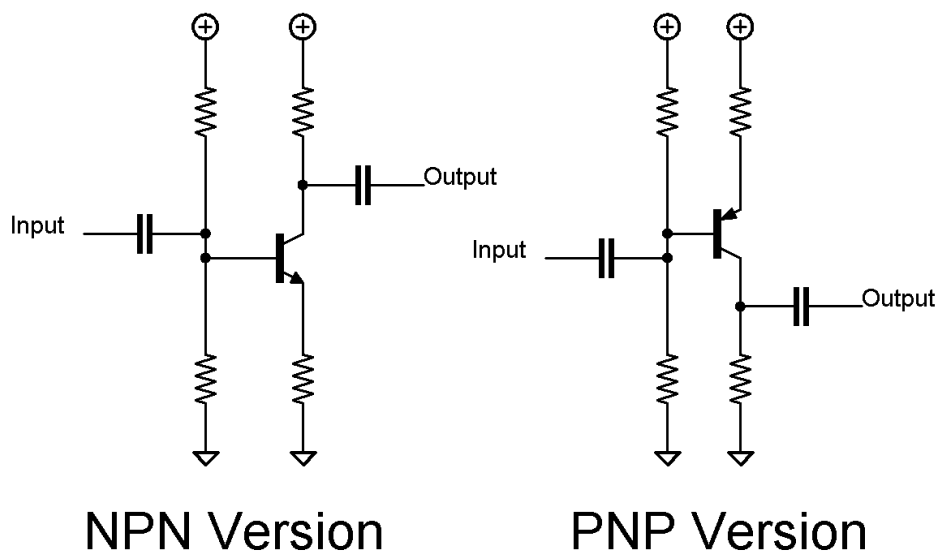 Output
Input
NPN Version
Input
Output
PNP Version